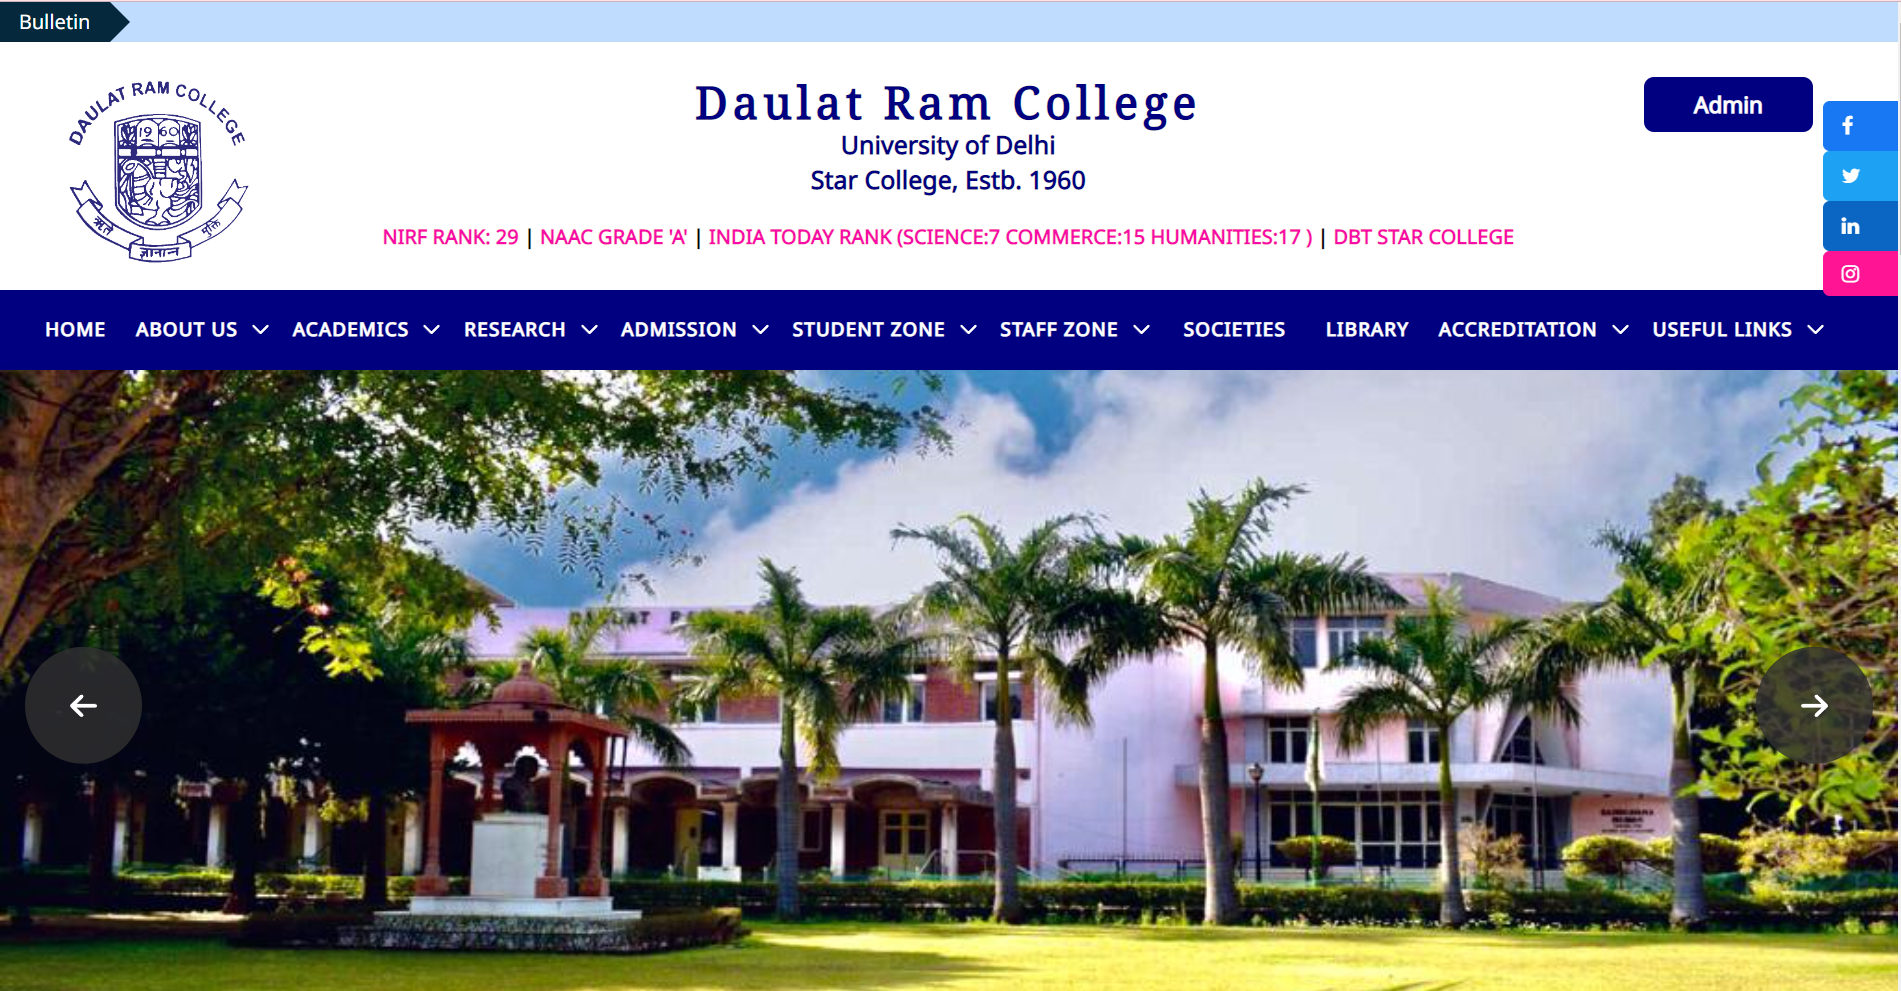 Bulletin
DAULAT RAM COLLEGE
1960
ऋते
ज्ञानान्न
मुक्ति
Daulat Ram College
University of Delhi
Star College, Estb. 1960
NIRF RANK: 29 | NAAC GRADE 'A' | INDIA TODAY RANK (SCIENCE:7 COMMERCE:15 HUMANITIES:17 ) | DBT STAR COLLEGE
Admin
f
in
HOME ABOUT US ACADEMICS RESEARCH ADMISSION STUDENT ZONE STAFF ZONE SOCIETIES LIBRARY ACCREDITATION USEFUL LINKS